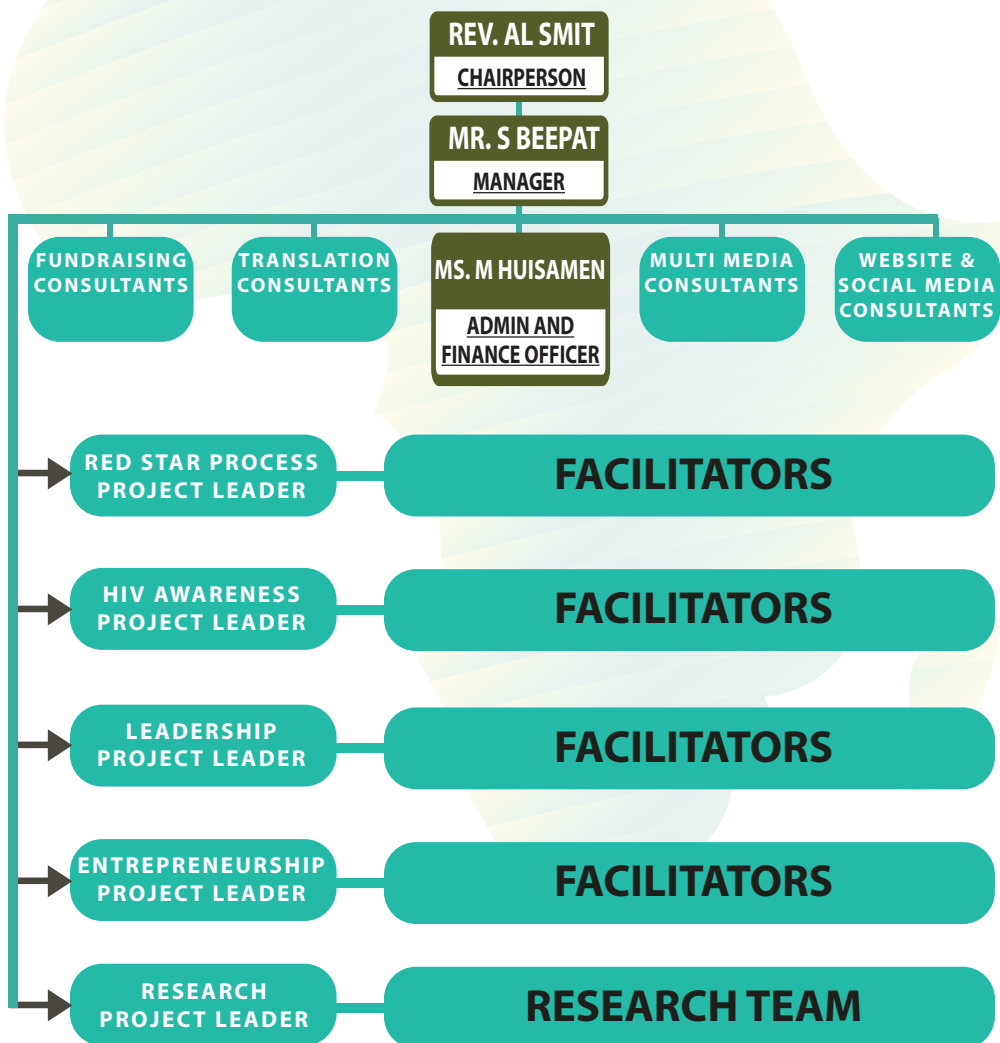 REV. AL SMIT
CHAIRPERSON
MR. S BEEPAT
MANAGER
FUNDRAISING
CONSULTANTS
TRANSLATION
CONSULTANTS
MS. M HUISAMEN
ADMIN AND
FINANCE OFFICER
MULTI MEDIA
CONSULTANTS
WEBSITE &
SOCIAL MEDIA
CONSULTANTS
RED STAR PROCESS
PROJECT LEADER
FACILITATORS
HIV AWARENESS
PROJECT LEADER
FACILITATORS
LEADERSHIP
PROJECT LEADER
FACILITATORS
ENTREPRENEURSHIP
PROJECT LEADER
FACILITATORS
RESEARCH
PROJECT LEADER
RESEARCH TEAM